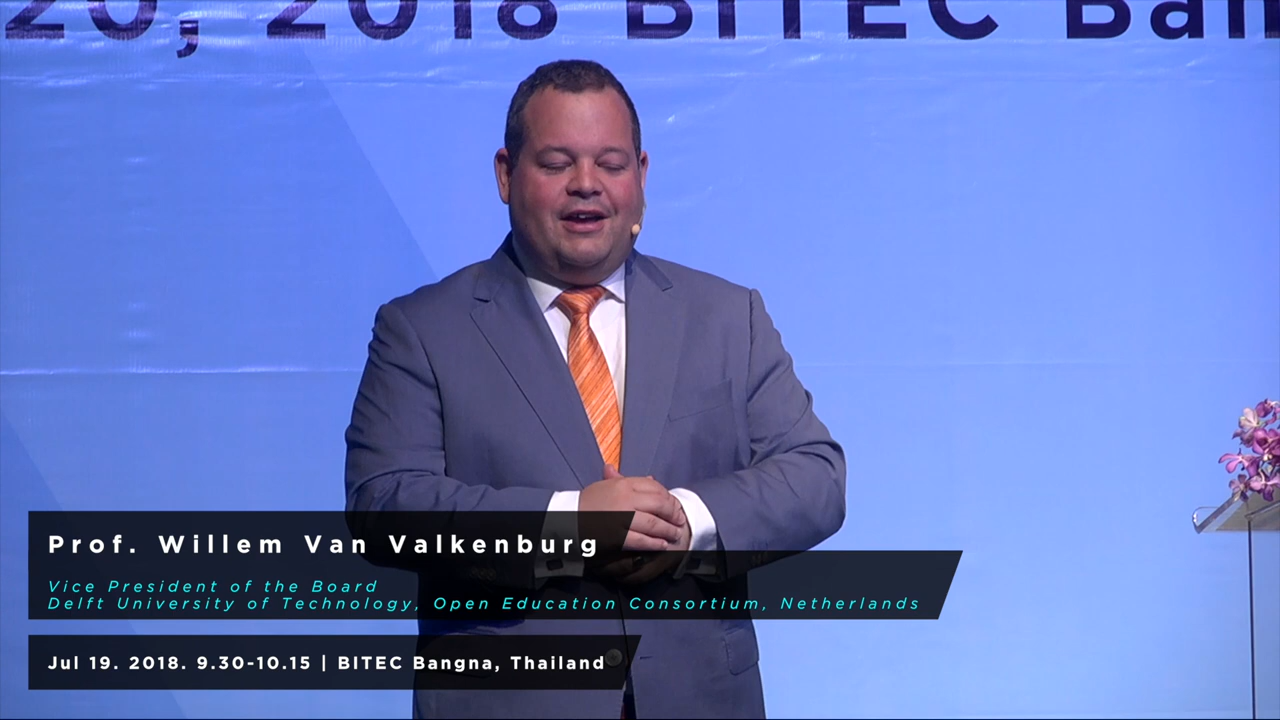 20, 2018 BITEC Ban
Prof. Willem Van Valkenburg
Vice President of the Board
Delft University of Technology, Open Education Consortium, Netherlands
Jul 19. 2018. 9.30-10.15 | BITEC Bangna, Thailand